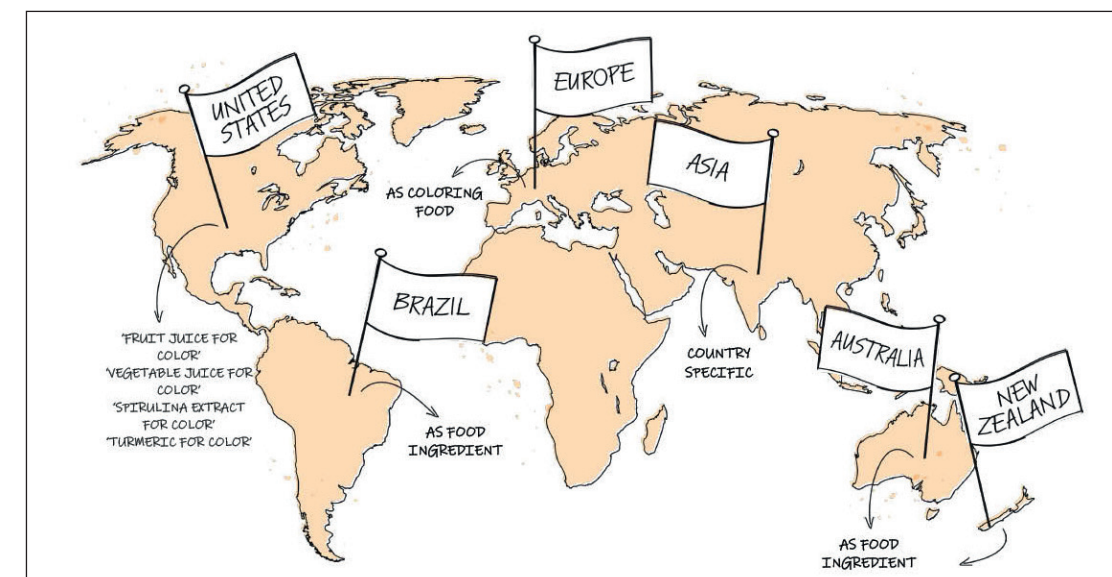 UNITED
STATES
EUROPE
ASIA
AS COLORING
FOOD
BRAZIL
'FRUIT JUICE FOR
COLOR'
'VEGETABLE JUICE FOR
COLOR'
'SPIRULINA EXTRACT
FOR COLOR'
'TURMERIC FOR COLOR'
AS FOOD
INGREDIENT
COUNTRY
SPECIFIC
AUSTRALIA
NEW
ZEALAND
AS FOOD
INGREDIENT